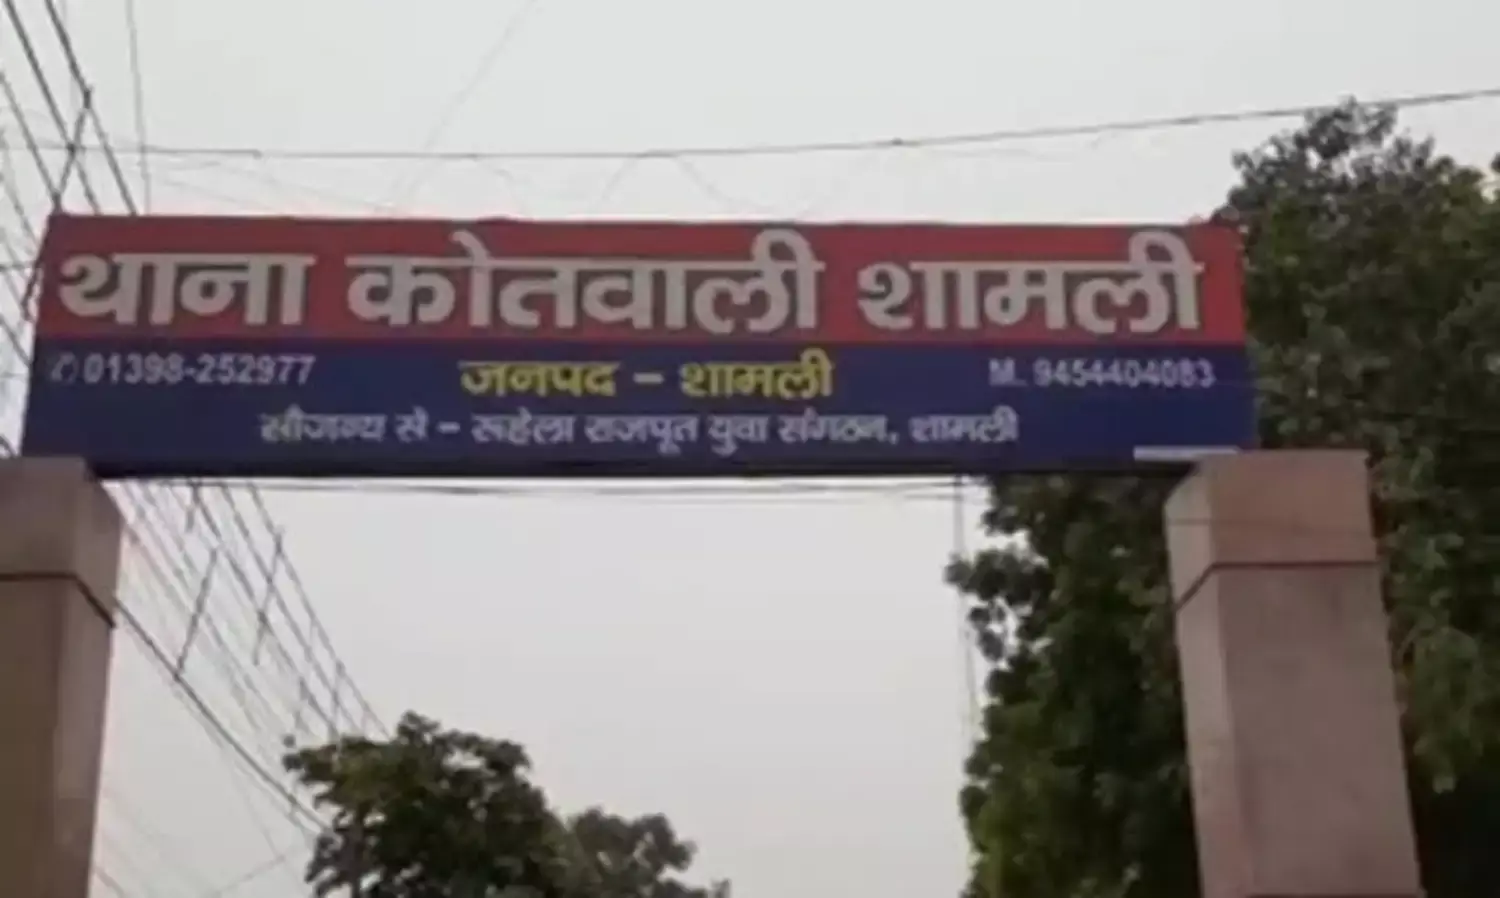 थाना कोतवाली शामली
✆ 01398-252977 जनपद – शामली M. 9454404083
सौजन्य से – रूहेला राजपूत युवा संगठन, शामली